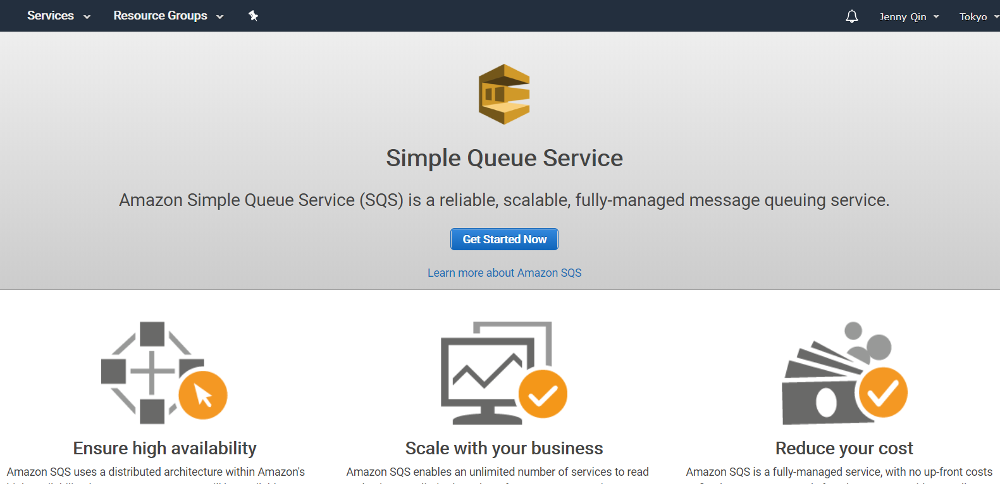 Services
Resource Groups
Jenny Qin
Tokyo
Simple Queue Service
Amazon Simple Queue Service (SQS) is a reliable, scalable, fully-managed message queuing service.
Get Started Now
Learn more about Amazon SQS
Ensure high availability
Amazon SQS uses a distributed architecture within Amazon's
Scale with your business
Amazon SQS enables an unlimited number of services to read
Reduce your cost
Amazon SQS is a fully-managed service, with no up-front costs